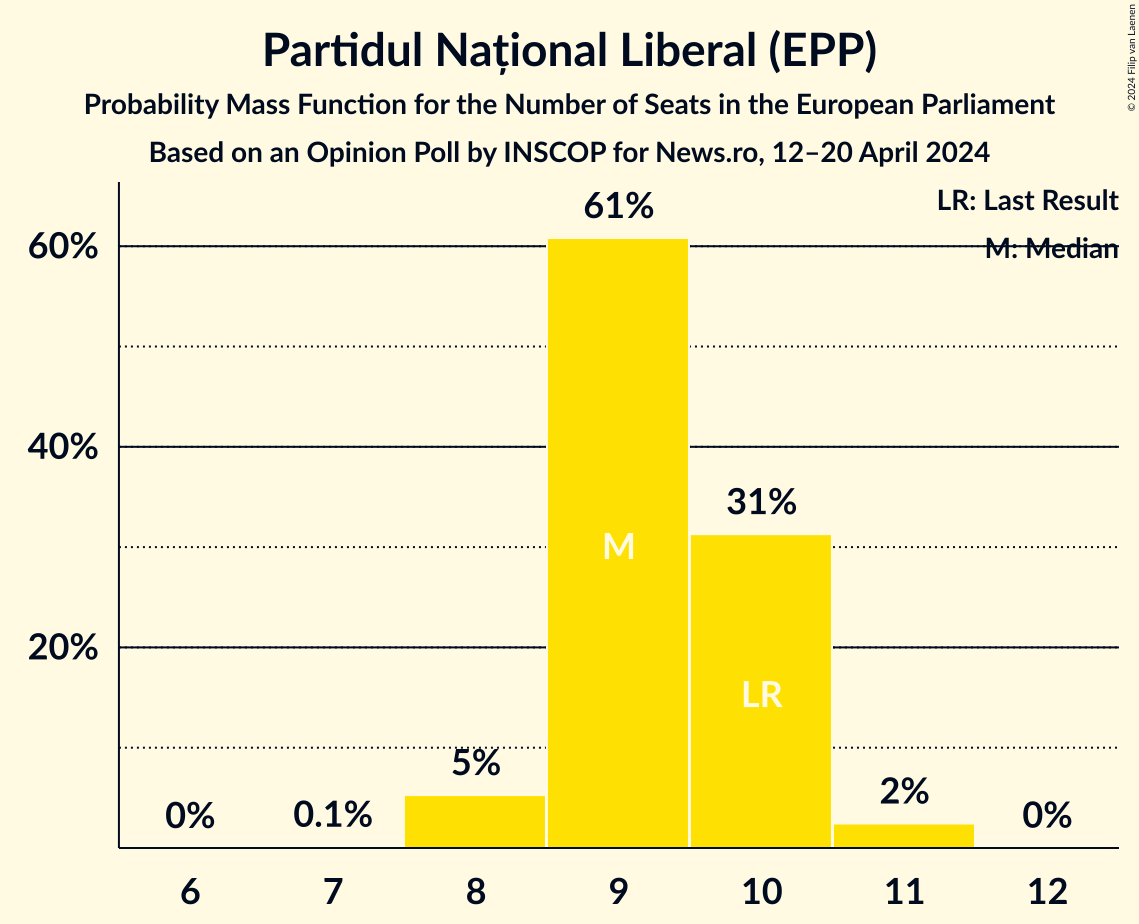 © 2024 Filip van Laenen
Partidul Național Liberal (EPP)
Probability Mass Function for the Number of Seats in the European Parliament
Based on an Opinion Poll by INSCOP for News.ro, 12–20 April 2024
LR: Last Result
M: Median
60%
40%
20%
0%
0.1%
5%
61%
31%
2%
0%
M
LR
6
7
8
9
10
11
12